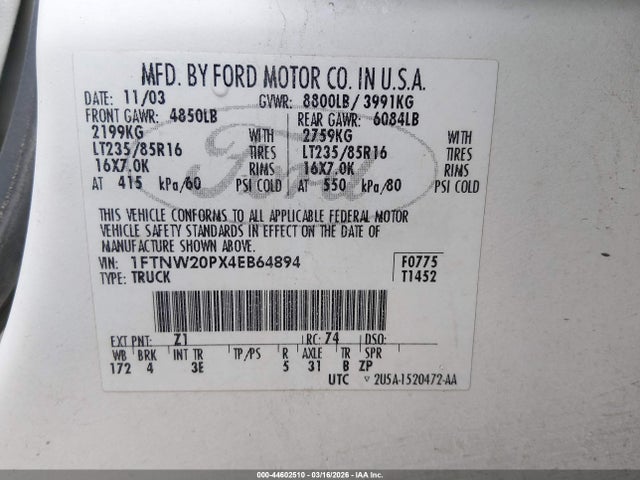 MFD. BY FORD MOTOR CO. IN U.S.A.
DATE: 11/03 GVWR: 8800LB / 3991KG
FRONT GAWR: 4850LB REAR GAWR: 6084LB
2199KG WITH 2759KG WITH
LT235/85R16 TIRES LT235/85R16 TIRES
16X7.0K RIMS 16X7.0K RIMS
AT 415 kPa/60 PSI COLD AT 550 kPa/80 PSI COLD
Ford
THIS VEHICLE CONFORMS TO ALL APPLICABLE FEDERAL MOTOR
VEHICLE SAFETY STANDARDS IN EFFECT ON THE DATE OF
MANUFACTURE SHOWN ABOVE.
VIN: 1FTNW20PX4EB64894 F0775
TYPE: TRUCK T1452
EXT PNT: Z1 RC: 74 DSO:
WB BRK INT TR TP/PS R AXLE TR SPR
172 4 3E 5 31 B ZP
UTC ▽ 2U5A-1520472-AA
000-44602510 - 03/16/2026 - IAAI.COM